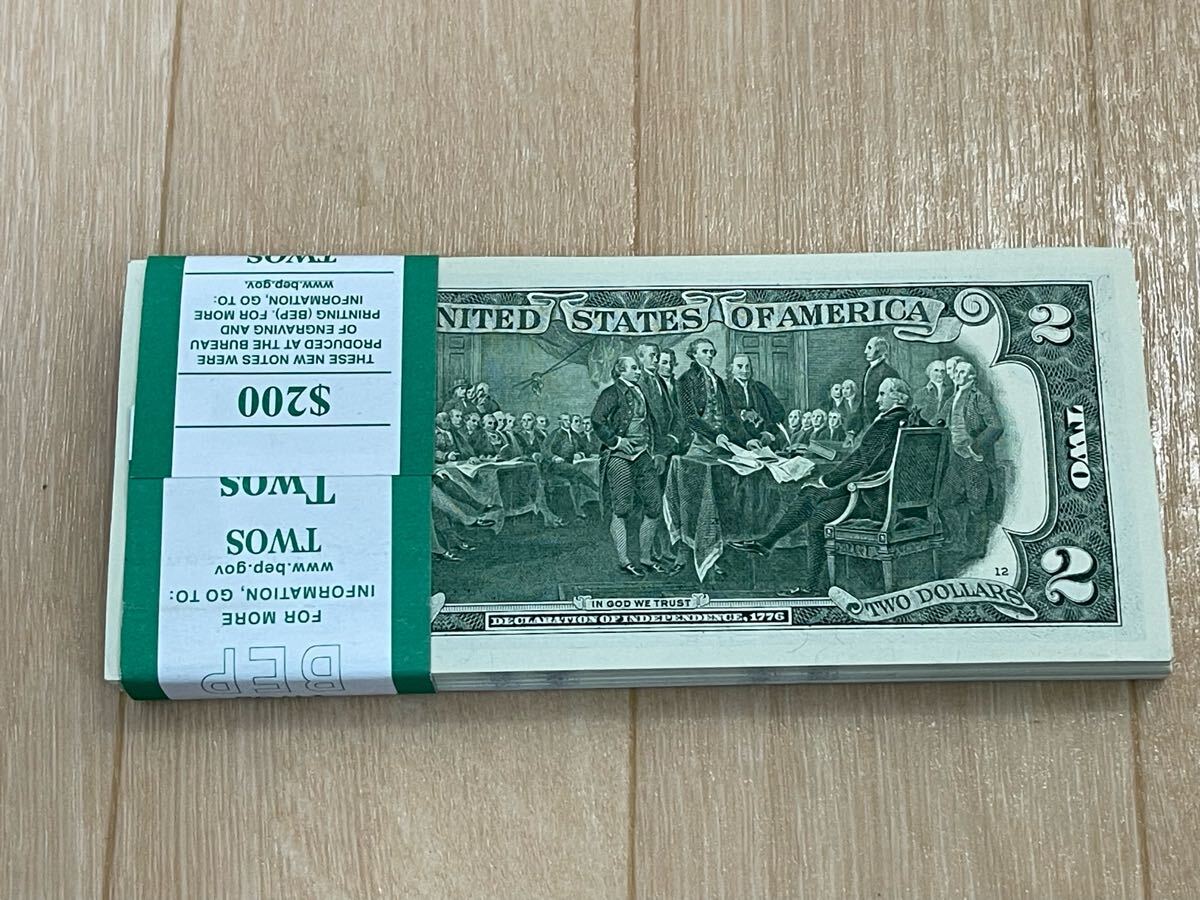 BEP
FOR MORE
INFORMATION, GO TO:
www.bep.gov
TWOS
Twos
$200
THESE NEW NOTES WERE
PRODUCED AT THE BUREAU
OF ENGRAVING AND
PRINTING (BEP). FOR MORE
INFORMATION, GO TO:
www.bep.gov.
TWOS
NITED STATES OF AMERICA
2
TWO
2
12
TWO DOLLARS
IN GOD WE TRUST
DECLARATION OF INDEPENDENCE, 1776